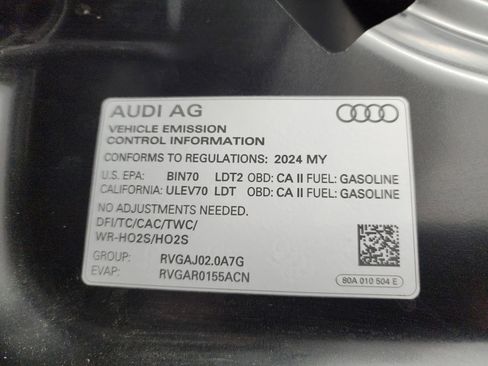 AUDI AG
VEHICLE EMISSION
CONTROL INFORMATION
CONFORMS TO REGULATIONS: 2024 MY
U.S. EPA: BIN70 LDT2 OBD: CA II FUEL: GASOLINE
CALIFORNIA: ULEV70 LDT OBD: CA II FUEL: GASOLINE
NO ADJUSTMENTS NEEDED.
DFI/TC/CAC/TWC/
WR-HO2S/HO2S
GROUP: RVGAJ02.0A7G
EVAP: RVGAR0155ACN
80A 010 504 E